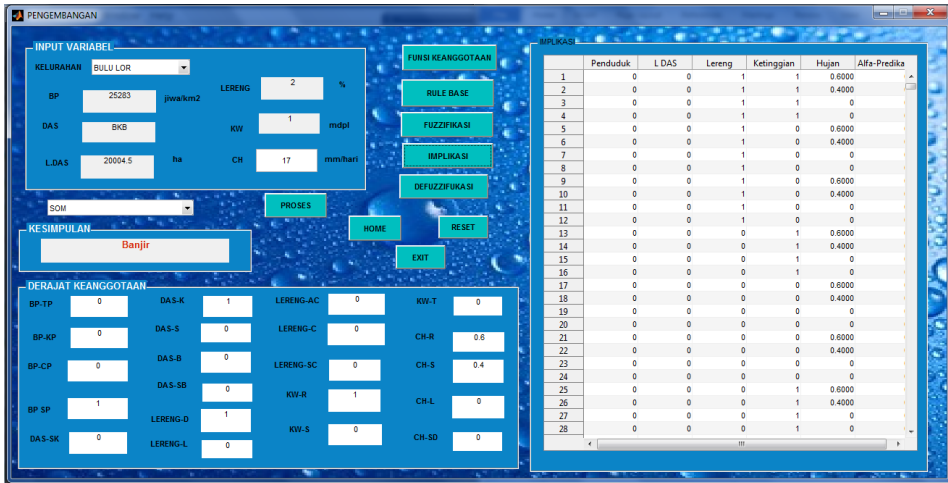 PENGEMBANGAN
INPUT VARIABEL
KELURAHAN BULU LOR
BP 25283 jiwa/km2
DAS BKB
L.DAS 20004.5 ha
LERENG 2 %
KW 1 mdpl
CH 17 mm/hari
SOM
PROSES
KESIMPULAN
Banjir
FUNSI KEANGGOTAAN
RULE BASE
FUZZIFIKASI
IMPLIKASI
DEFUZZIFUKASI
HOME
RESET
EXIT
DERAJAT KEANGGOTAAN
BP-TP 0
BP-KP 0
BP-CP 0
BP SP 1
DAS-SK 0
DAS-K 1
DAS-S 0
DAS-B 0
DAS-SB 0
LERENG-D 1
LERENG-L 0
LERENG-AC 0
LERENG-C 0
LERENG-SC 0
KW-R 1
KW-S 0
KW-T 0
CH-R 0.6
CH-S 0.4
CH-L 0
CH-SD 0
IMPLIKASI
Penduduk L DAS Lereng Ketinggian Hujan Alfa-Predika
1 0 0 1 1 0.6000
2 0 0 1 1 0.4000
3 0 0 1 1 0
4 0 0 1 1 0
5 0 0 1 0 0.6000
6 0 0 1 0 0.4000
7 0 0 1 0 0
8 0 0 1 0 0
9 0 0 1 0 0.6000
10 0 0 1 0 0.4000
11 0 0 1 0 0
12 0 0 1 0 0
13 0 0 0 1 0.6000
14 0 0 0 1 0.4000
15 0 0 0 1 0
16 0 0 0 1 0
17 0 0 0 0 0.6000
18 0 0 0 0 0.4000
19 0 0 0 0 0
20 0 0 0 0 0
21 0 0 0 0 0.6000
22 0 0 0 0 0.4000
23 0 0 0 0 0
24 0 0 0 0 0
25 0 0 0 1 0.6000
26 0 0 0 1 0.4000
27 0 0 0 1 0
28 0 0 0 1 0